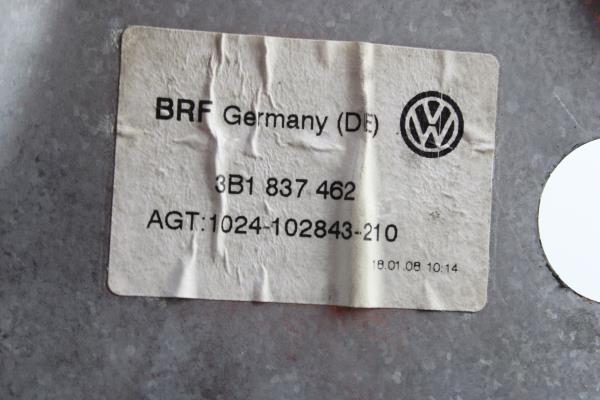 BRF Germany (DE)
3B1 837 462
AGT:1024-102843-210
18.01.08 10:14